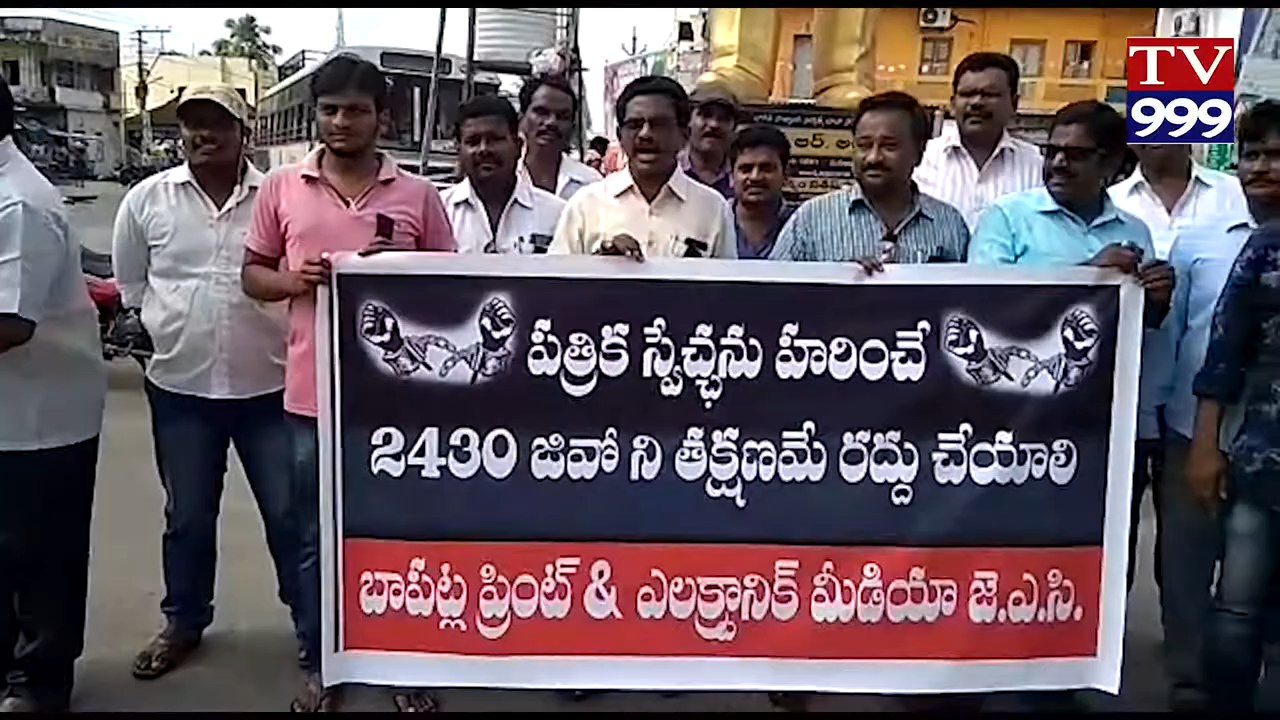 TV
999
పత్రిక స్వేచ్ఛను హరించే
2430 జివో ని తక్షణమే రద్దు చేయాలి
బాపట్ల ప్రింట్ & ఎలక్ట్రానిక్ మీడియా జె.ఎ.సి.